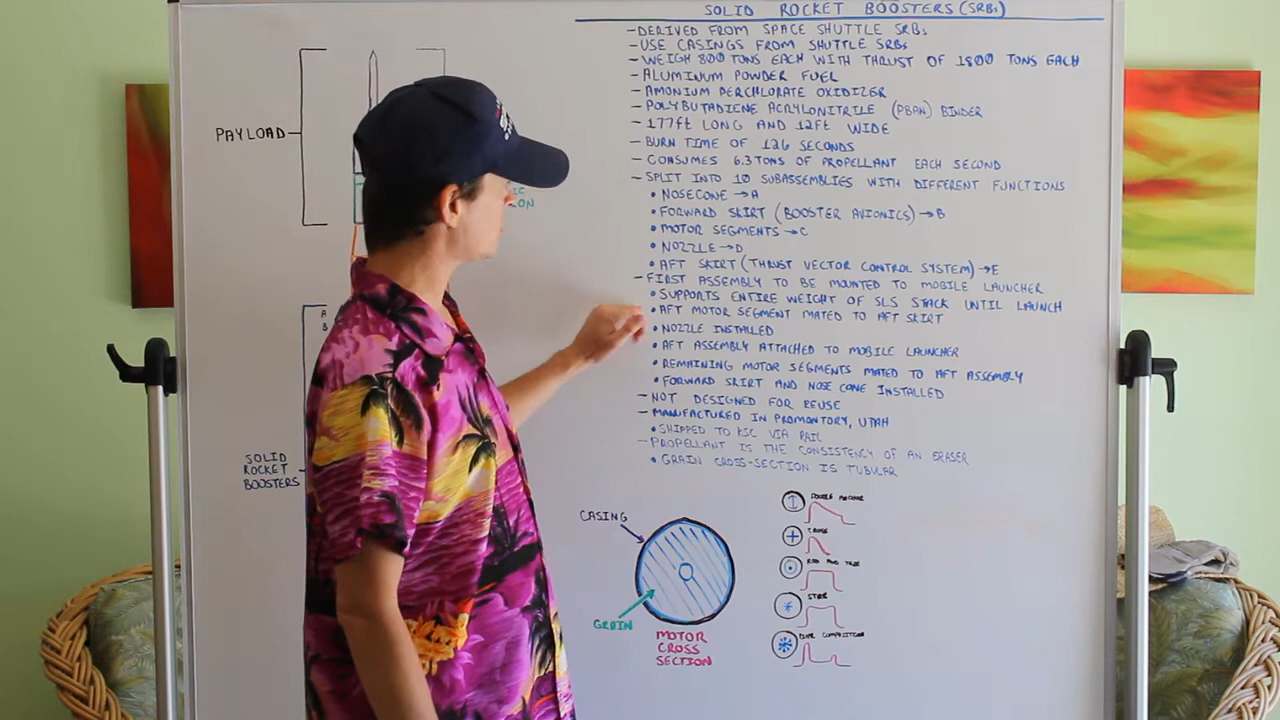 SOLID ROCKET BOOSTERS (SRBs)
-DERIVED FROM SPACE SHUTTLE SRBs
-USE CASINGS FROM SHUTTLE SRBs
-WEIGH 800 TONS EACH WITH THRUST OF 1800 TONS EACH
-ALUMINUM POWDER FUEL
-AMONIUM PERCHLORATE OXIDIZER
-POLYBUTADIENE ACRYLONITRILE (PBAN) BINDER
-177ft LONG AND 12ft WIDE
-BURN TIME OF 126 SECONDS
-CONSUMES 6.3 TONS OF PROPELLANT EACH SECOND
-SPLIT INTO 10 SUBASSEMBLIES WITH DIFFERENT FUNCTIONS
•NOSECONE→A
•FORWARD SKIRT (BOOSTER AVIONICS)→B
•MOTOR SEGMENTS→C
•NOZZLE→D
•AFT SKIRT (THRUST VECTOR CONTROL SYSTEM)→E
-FIRST ASSEMBLY TO BE MOUNTED TO MOBILE LAUNCHER
•SUPPORTS ENTIRE WEIGHT OF SLS STACK UNTIL LAUNCH
•AFT MOTOR SEGMENT MATED TO AFT SKIRT
•NOZZLE INSTALLED
•AFT ASSEMBLY ATTACHED TO MOBILE LAUNCHER
•REMAINING MOTOR SEGMENTS MATED TO AFT ASSEMBLY
•FORWARD SKIRT AND NOSE CONE INSTALLED
-NOT DESIGNED FOR REUSE
-MANUFACTURED IN PROMONTORY, UTAH
•SHIPPED TO KSC VIA RAIL
-PROPELLANT IS THE CONSISTENCY OF AN ERASER
•GRAIN CROSS-SECTION IS TUBULAR
PAYLOAD
A
B
SOLID
ROCKET
BOOSTERS
CASING
GRAIN
MOTOR
CROSS
SECTION
DOUBLE ANCHOR
CROSS
ROD AND TUBE
STAR
DUAL COMPOSITION